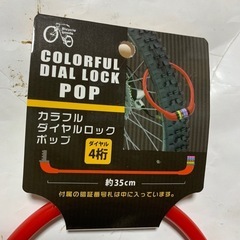 COLORFUL
DIAL LOCK
POP
カラフル
ダイヤルロック
ポップ
ダイヤル
4桁
約35cm
付属の認証番号札は中に入っています。